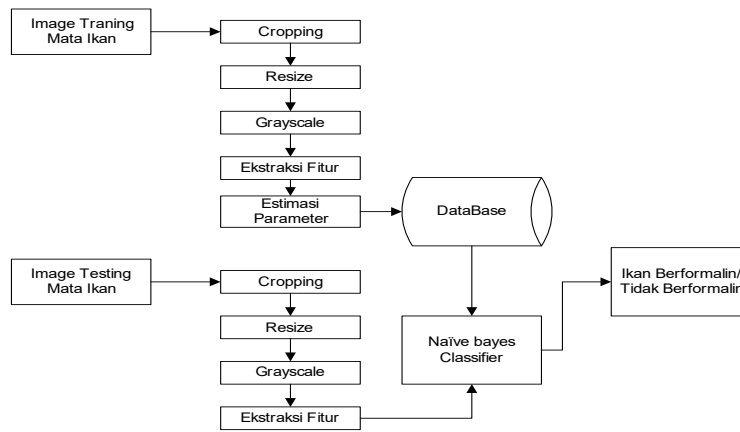 Image Traning
Mata Ikan
Cropping
Resize
Grayscale
Ekstraksi Fitur
Estimasi
Parameter
DataBase
Image Testing
Mata Ikan
Cropping
Resize
Grayscale
Ekstraksi Fitur
Naïve bayes
Classifier
Ikan Berformalin/
Tidak Berformalin